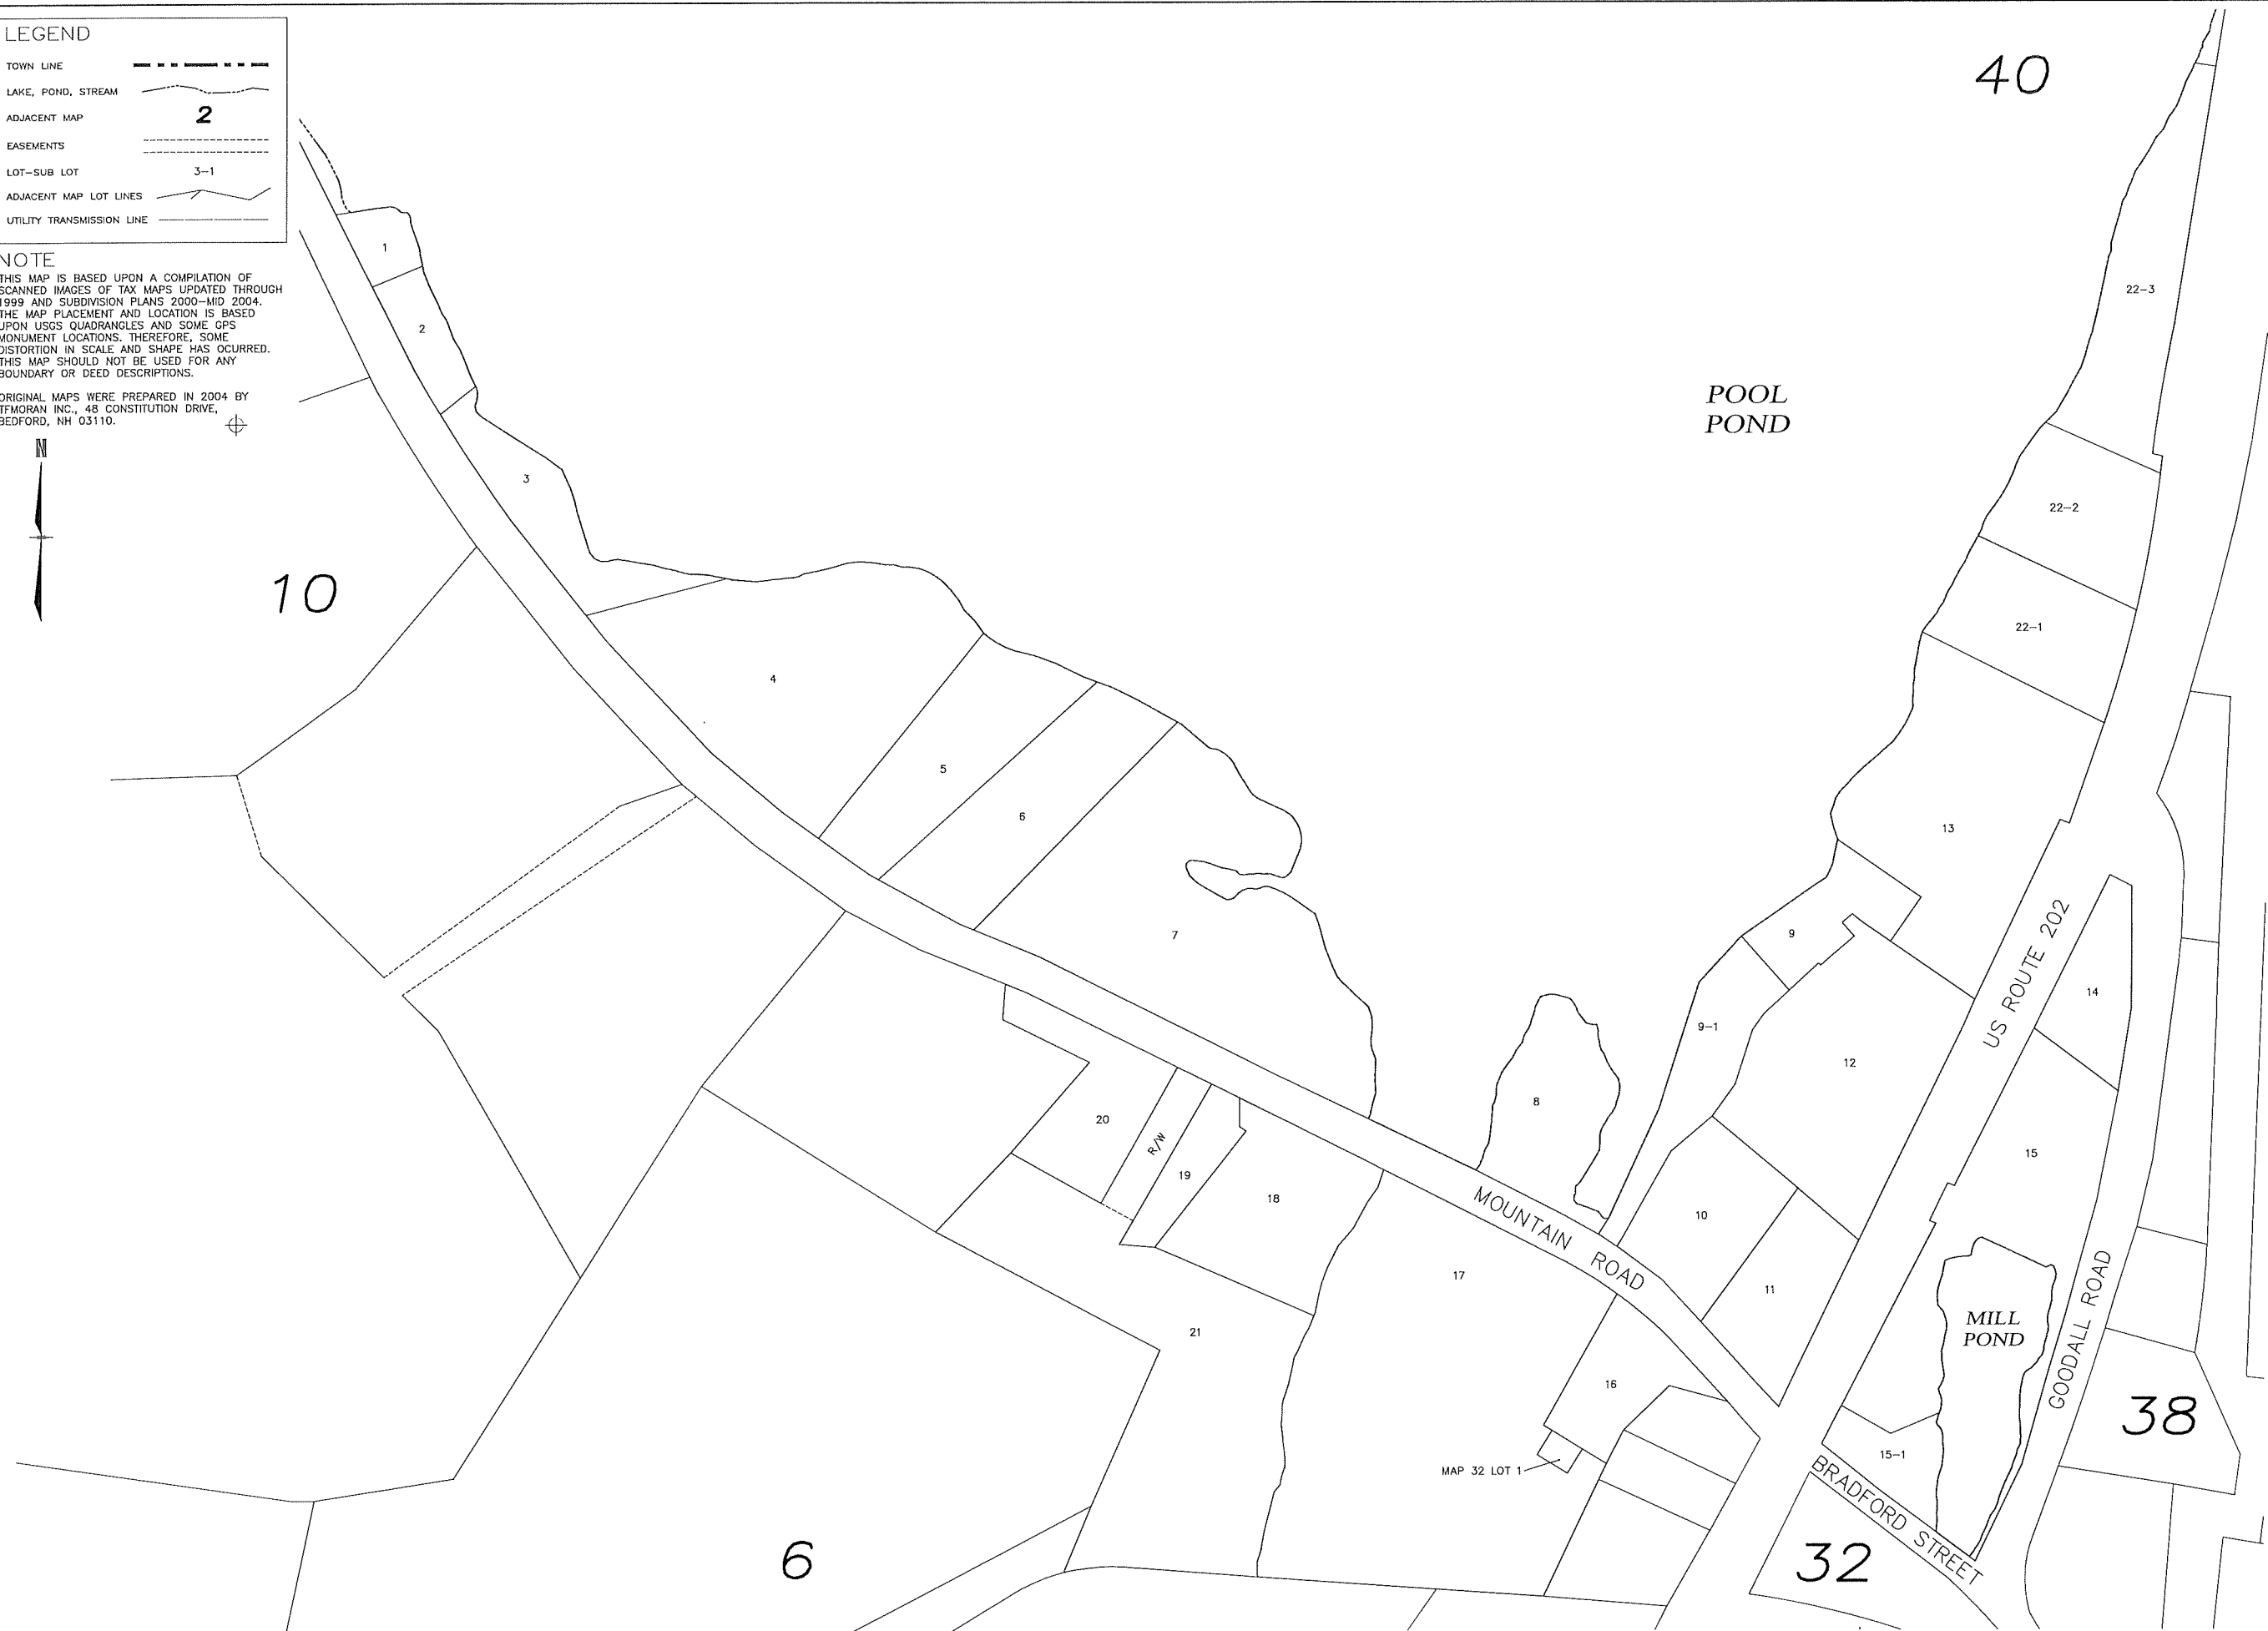 LEGEND
TOWN LINE
LAKE, POND, STREAM
ADJACENT MAP 2
EASEMENTS
LOT-SUB LOT 3-1
ADJACENT MAP LOT LINES
UTILITY TRANSMISSION LINE
NOTE
THIS MAP IS BASED UPON A COMPILATION OF
SCANNED IMAGES OF TAX MAPS UPDATED THROUGH
1999 AND SUBDIVISION PLANS 2000-MID 2004.
THE MAP PLACEMENT AND LOCATION IS BASED
UPON USGS QUADRANGLES AND SOME GPS
MONUMENT LOCATIONS. THEREFORE, SOME
DISTORTION IN SCALE AND SHAPE HAS OCURRED.
THIS MAP SHOULD NOT BE USED FOR ANY
BOUNDARY OR DEED DESCRIPTIONS.
ORIGINAL MAPS WERE PREPARED IN 2004 BY
TFMORAN INC., 48 CONSTITUTION DRIVE,
BEDFORD, NH 03110.
N
40
1
2
22-3
POOL
POND
3
22-2
10
22-1
4
5
6
13
7
9
US ROUTE 202
14
9-1
12
8
20
R/W
19
18
15
10
MOUNTAIN ROAD
17
11
21
MILL
POND
GOODALL ROAD
16
38
15-1
MAP 32 LOT 1
BRADFORD STREET
6
32